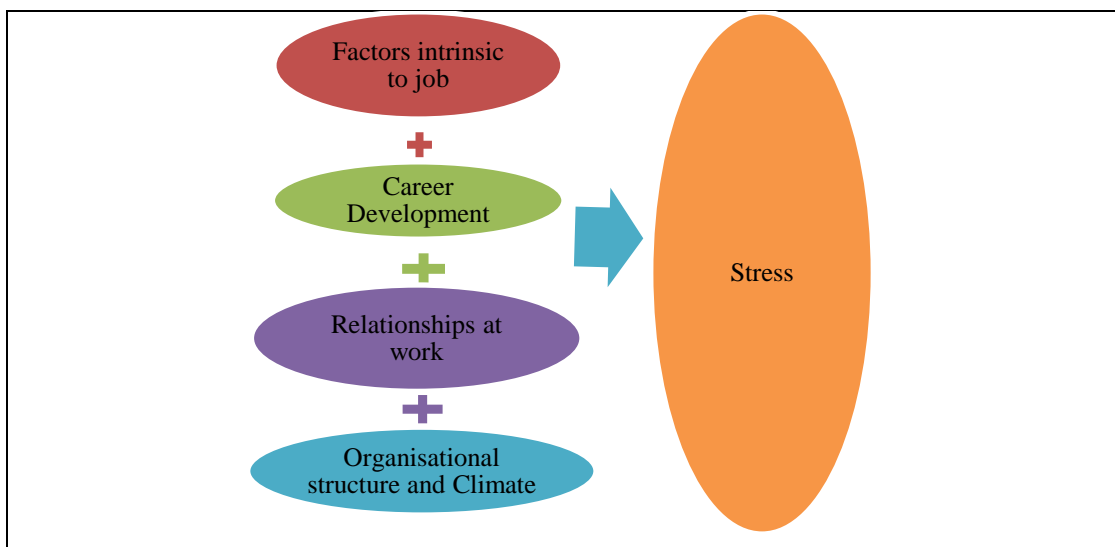 Factors intrinsic
to job
Career
Development
Relationships at
work
Organisational
structure and Climate
Stress